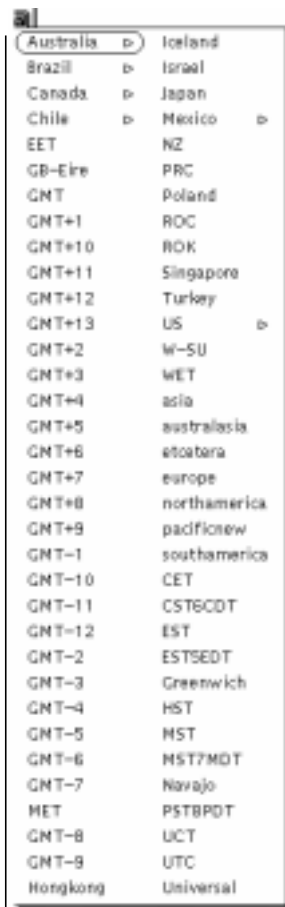 Australia ▷ Iceland
Brazil ▷ Israel
Canada ▷ Japan
Chile ▷ Mexico ▷
EET NZ
GB-Eire PRC
GMT Poland
GMT+1 ROC
GMT+10 ROK
GMT+11 Singapore
GMT+12 Turkey
GMT+13 US ▷
GMT+2 W-SU
GMT+3 WET
GMT+4 asia
GMT+5 australasia
GMT+6 etcetera
GMT+7 europe
GMT+8 northamerica
GMT+9 pacificnew
GMT-1 southamerica
GMT-10 CET
GMT-11 CST6CDT
GMT-12 EST
GMT-2 EST5EDT
GMT-3 Greenwich
GMT-4 HST
GMT-5 MST
GMT-6 MST7MDT
GMT-7 Navajo
MET PST8PDT
GMT-8 UCT
GMT-9 UTC
Hongkong Universal